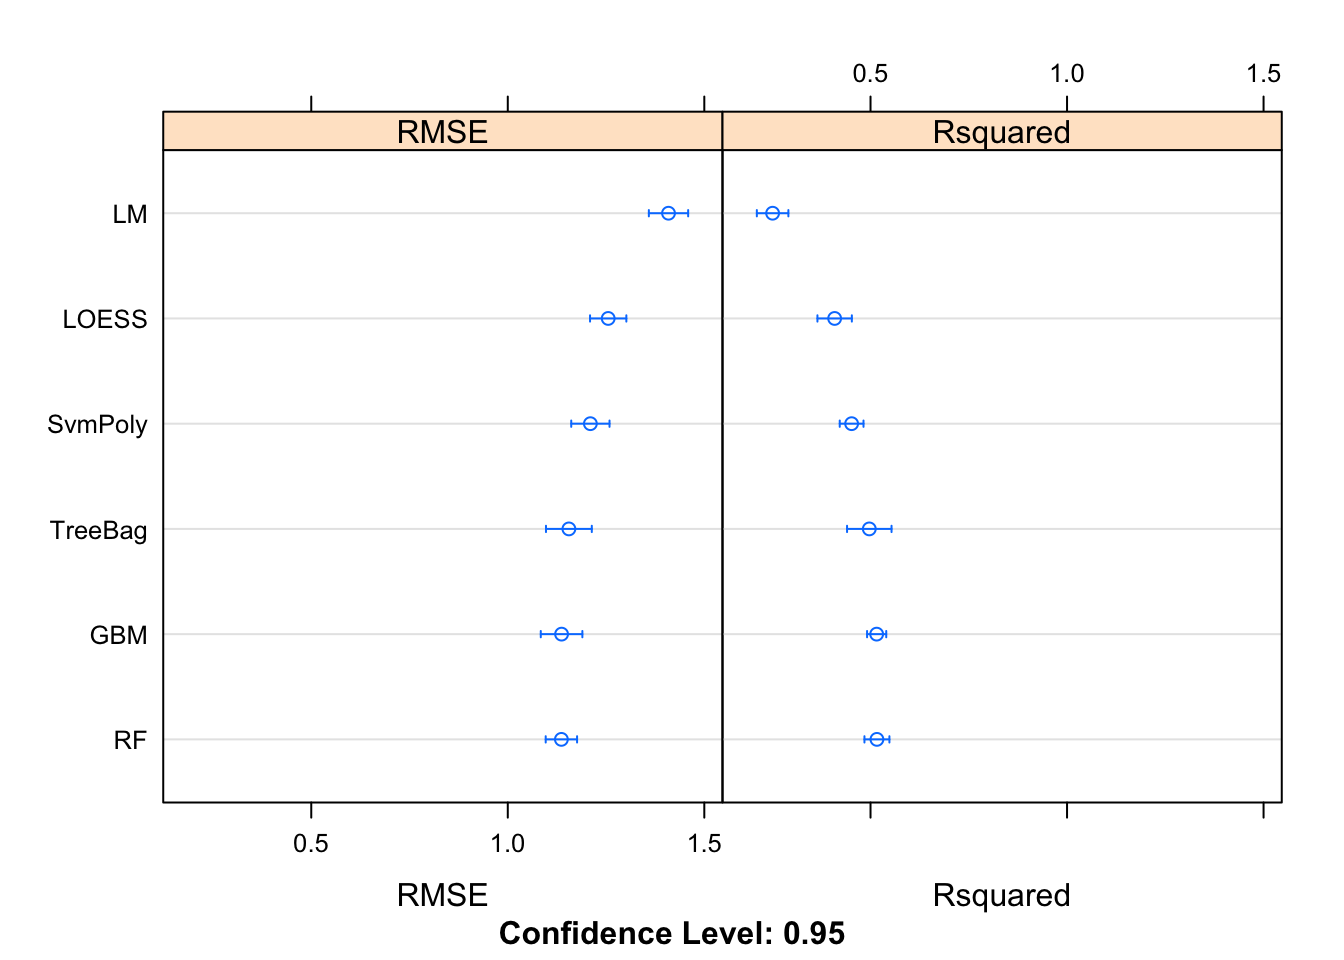 0.5 1.0 1.5
RMSE Rsquared
LM
LOESS
SvmPoly
TreeBag
GBM
RF
0.5 1.0 1.5
RMSE Rsquared
Confidence Level: 0.95